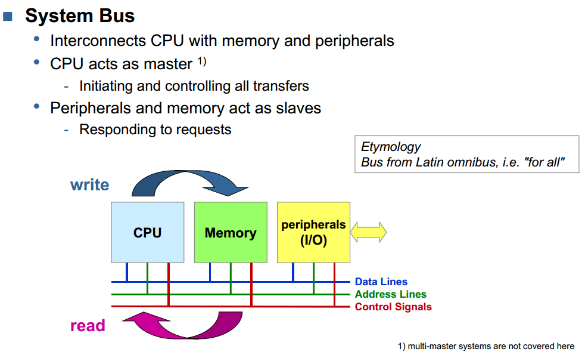 System Bus
Interconnects CPU with memory and peripherals
CPU acts as master 1)
- Initiating and controlling all transfers
Peripherals and memory act as slaves
- Responding to requests
Etymology
Bus from Latin omnibus, i.e. "for all"
write
CPU
Memory
peripherals
(I/O)
Data Lines
Address Lines
Control Signals
read
1) multi-master systems are not covered here